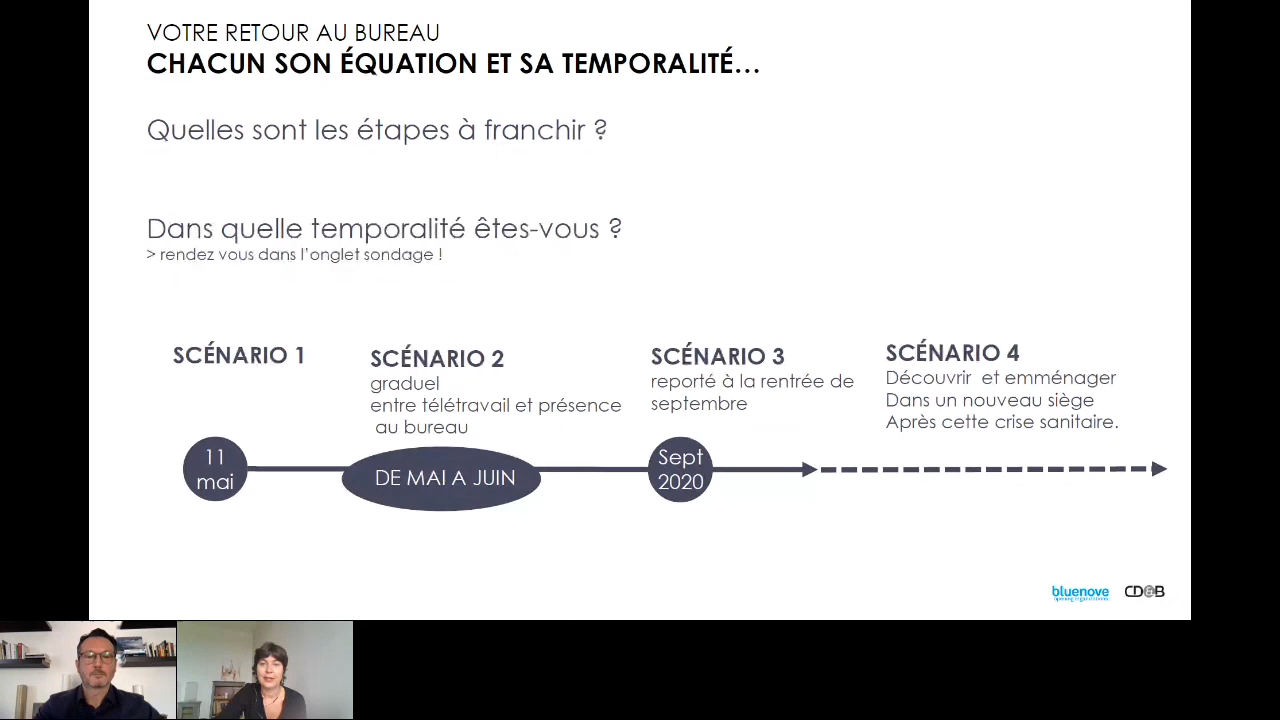 VOTRE RETOUR AU BUREAU
CHACUN SON ÉQUATION ET SA TEMPORALITÉ...
Quelles sont les étapes à franchir ?
Dans quelle temporalité êtes-vous ?
> rendez vous dans l'onglet sondage !
SCÉNARIO 1
SCÉNARIO 2
graduel
entre télétravail et présence
au bureau
SCÉNARIO 3
reporté à la rentrée de
septembre
SCÉNARIO 4
Découvrir et emménager
Dans un nouveau siège
Après cette crise sanitaire.
11
mai
DE MAI A JUIN
Sept
2020
bluenove
CD@B